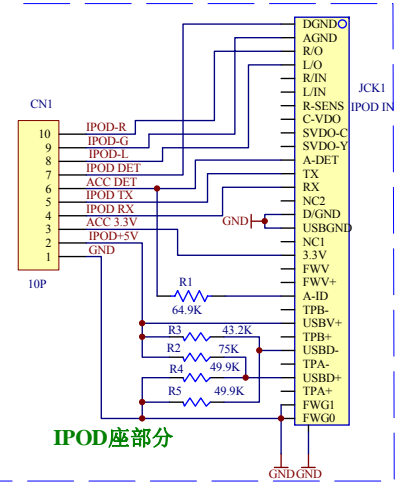 DGND
AGND
R/O
L/O
R/IN
L/IN
R-SENS
C-VDO
SVDO-C
SVDO-Y
A-DET
TX
RX
NC2
D/GND
USBGND
NC1
3.3V
FWV
FWV+
A-ID
TPB-
USBV+
TPB+
USBD-
TPA-
USBD+
TPA+
FWG1
FWG0
JCK1
IPOD IN
CN1
10 IPOD-R
9 IPOD-G
8 IPOD-L
7 IPOD DET
6 ACC DET
5 IPOD TX
4 IPOD RX
3 ACC 3.3V
2 IPOD+5V
1 GND
10P
GND
R1
64.9K
R3 43.2K
R2 75K
R4 49.9K
R5 49.9K
IPOD座部分
GND GND